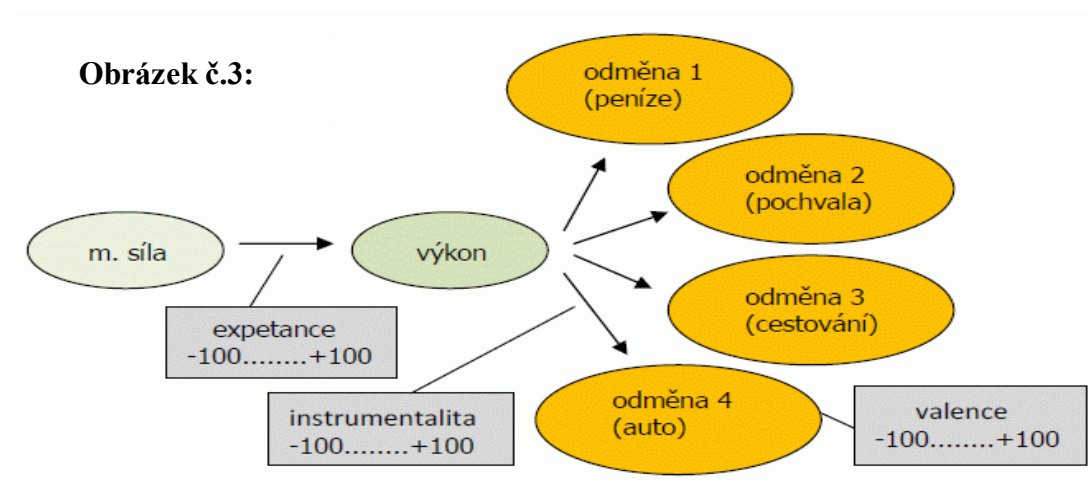 Obrázek č.3:
odměna 1
(peníze)
odměna 2
(pochvala)
m. síla
výkon
odměna 3
(cestování)
expetance
-100........+100
odměna 4
(auto)
instrumentalita
-100........+100
valence
-100........+100